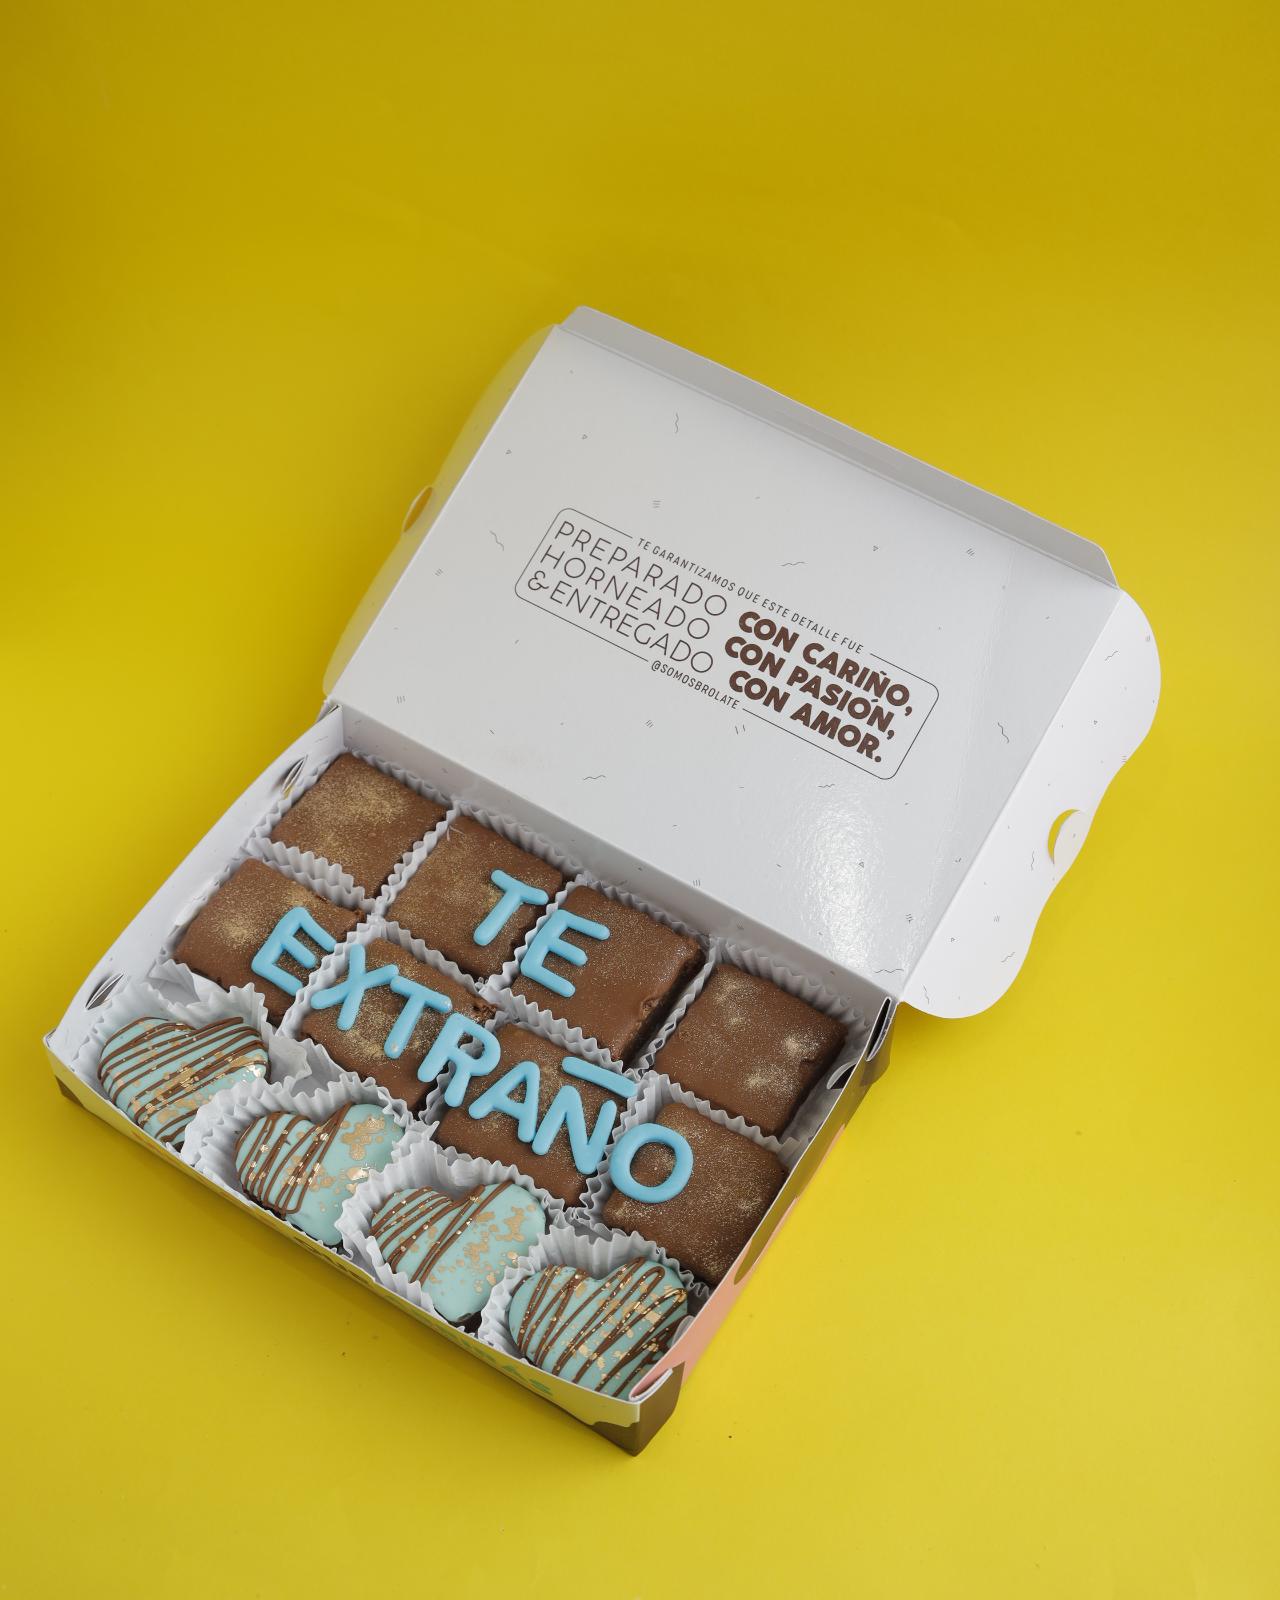 TE GARANTIZAMOS QUE ESTE DETALLE FUE
PREPARADO
HORNEADO
&ENTREGADO
CON CARIÑO,
CON PASIÓN,
CON AMOR.
@SOMOSBROLATE
TE
EXTRAÑO